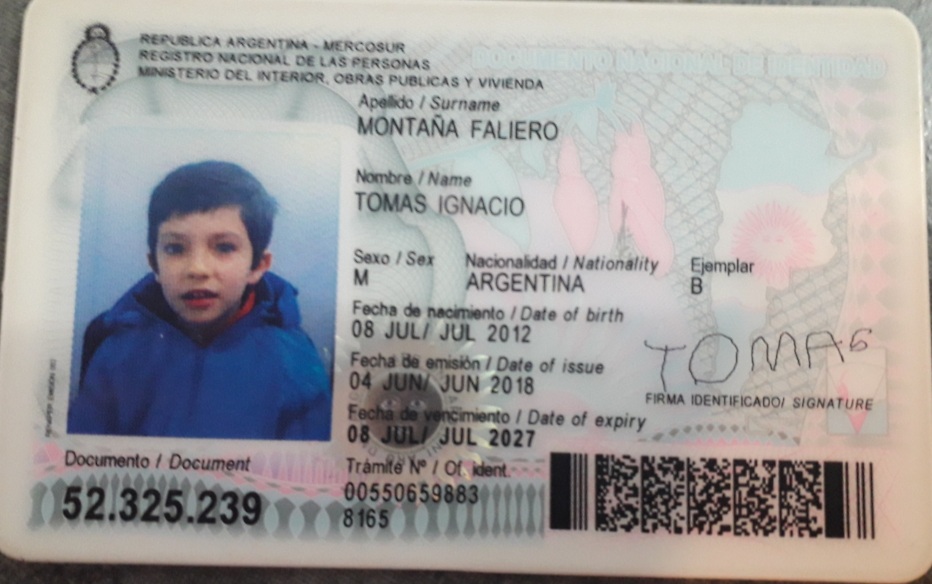 REPUBLICA ARGENTINA - MERCOSUR
REGISTRO NACIONAL DE LAS PERSONAS
MINISTERIO DEL INTERIOR, OBRAS PUBLICAS Y VIVIENDA
DOCUMENTO NACIONAL DE IDENTIDAD
Apellido / Surname
MONTAÑA FALIERO
Nombre / Name
TOMAS IGNACIO
Sexo / Sex Nacionalidad / Nationality Ejemplar
M ARGENTINA B
Fecha de nacimiento / Date of birth
08 JUL/ JUL 2012
Fecha de emisión / Date of issue
04 JUN/ JUN 2018
TOMAS
FIRMA IDENTIFICADO/ SIGNATURE
Fecha de vencimiento / Date of expiry
08 JUL/ JUL 2027
Documento / Document
52.325.239
Trámite Nº / Of. ident.
00550659883
8165